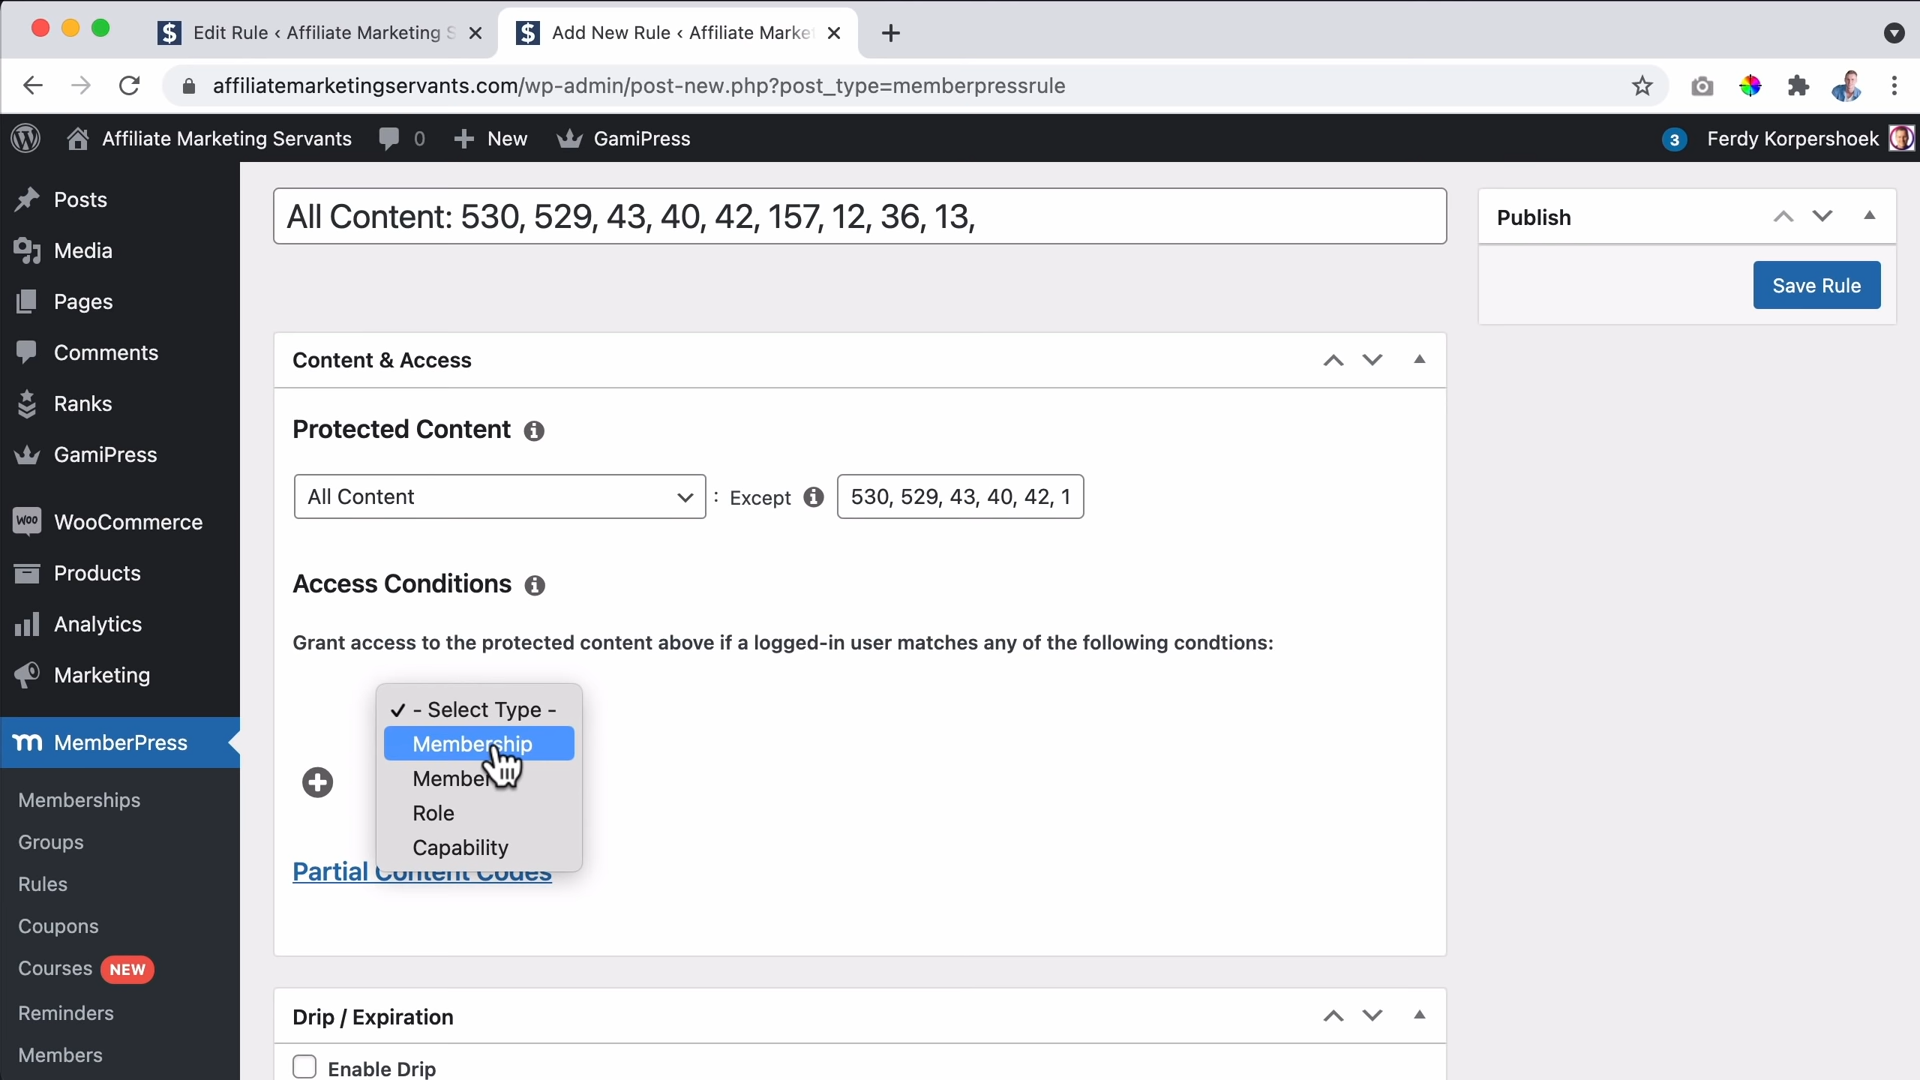 Edit Rule ‹ Affiliate Marketing S
Add New Rule ‹ Affiliate Marke
affiliatemarketingservants.com/wp-admin/post-new.php?post_type=memberpressrule
Affiliate Marketing Servants
0
New
GamiPress
3
Ferdy Korpershoek
Posts
Media
Pages
Comments
Ranks
GamiPress
WooCommerce
Products
Analytics
Marketing
MemberPress
Memberships
Groups
Rules
Coupons
Courses NEW
Reminders
Members
All Content: 530, 529, 43, 40, 42, 157, 12, 36, 13,
Publish
Save Rule
Content & Access
Protected Content
All Content : Except 530, 529, 43, 40, 42, 1
Access Conditions
Grant access to the protected content above if a logged-in user matches any of the following condtions:
- Select Type -
Membership
Member
Role
Capability
Partial Content Codes
Drip / Expiration
Enable Drip